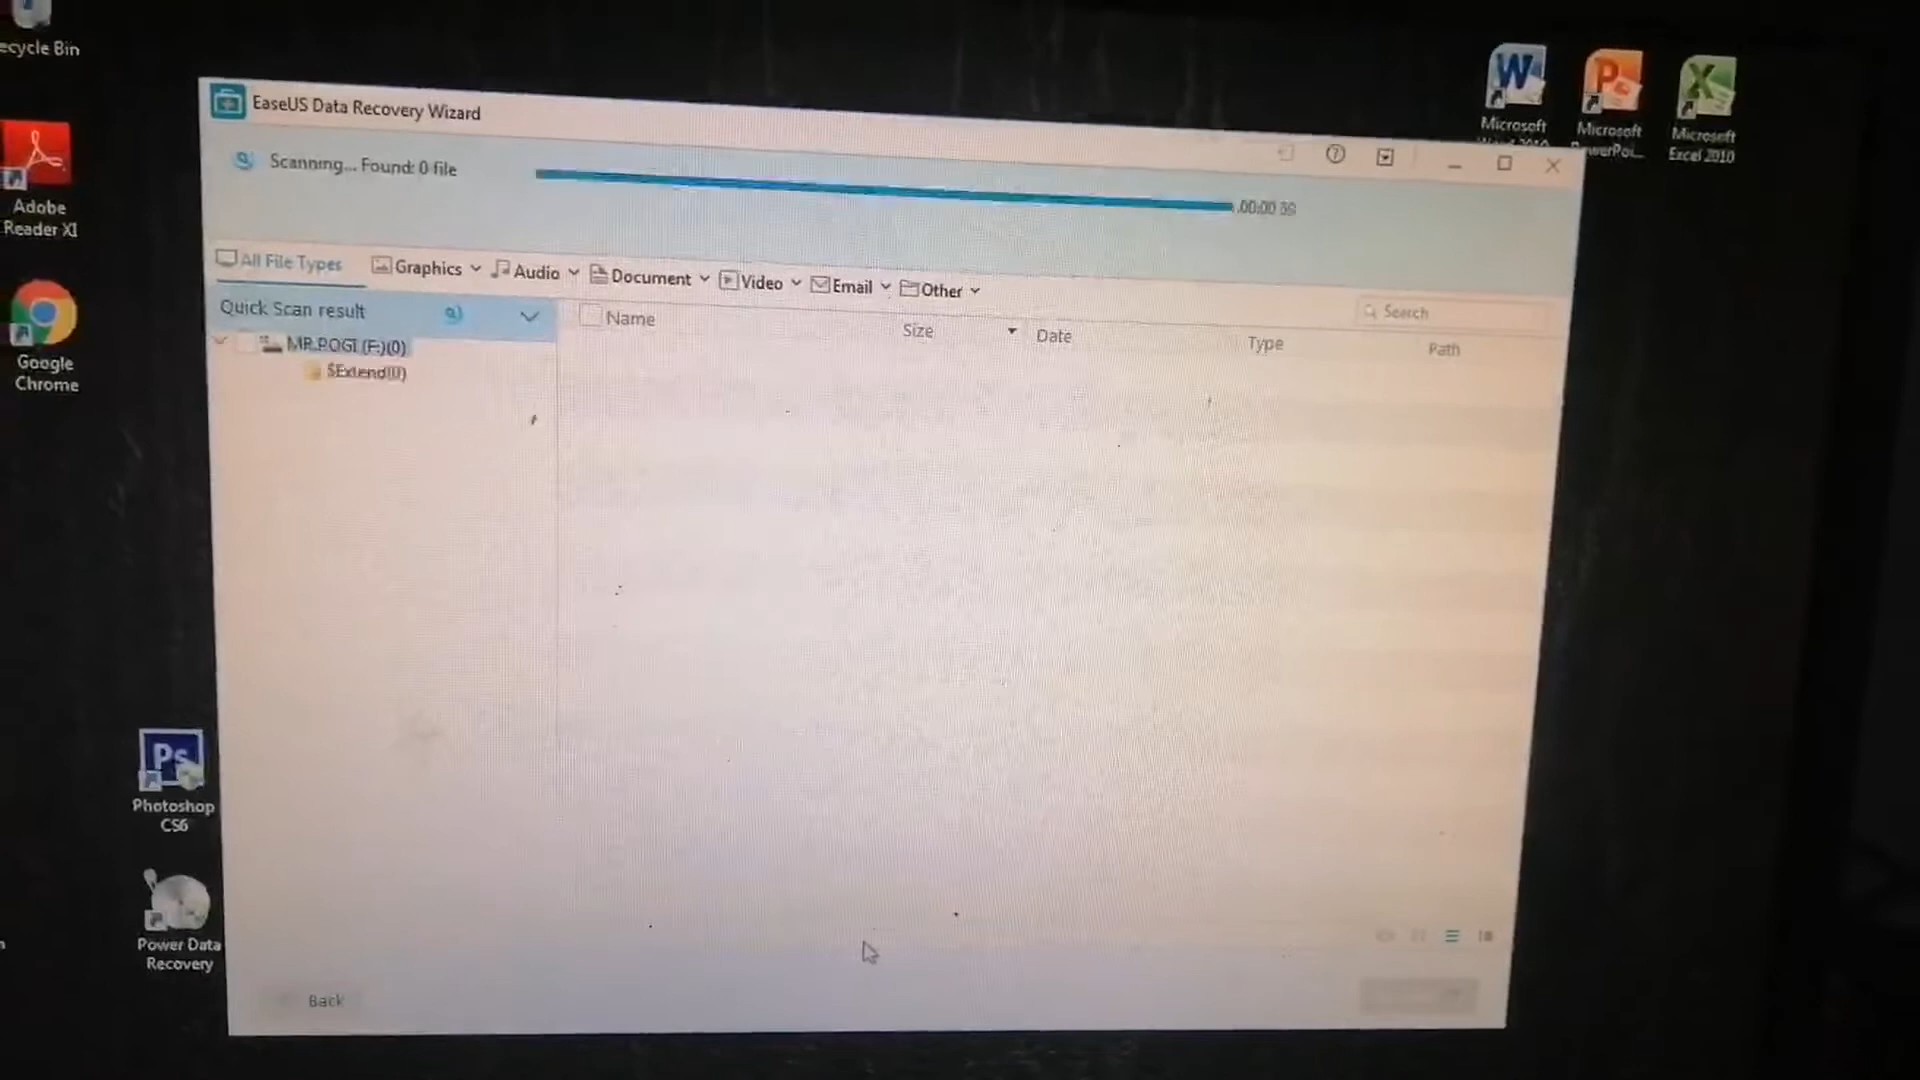 ecycle Bin
Adobe
Reader XI
Google
Chrome
Photoshop
CS6
Power Data
Recovery
Microsoft
Microsoft
Microsoft
Excel 2010
EaseUS Data Recovery Wizard
Scanning... Found: 0 file
All File Types
Graphics
Audio
Document
Video
Email
Other
Search
Quick Scan result
MR.POGI (F:)(0)
$Extend(0)
Name
Size
Date
Type
Path
Back